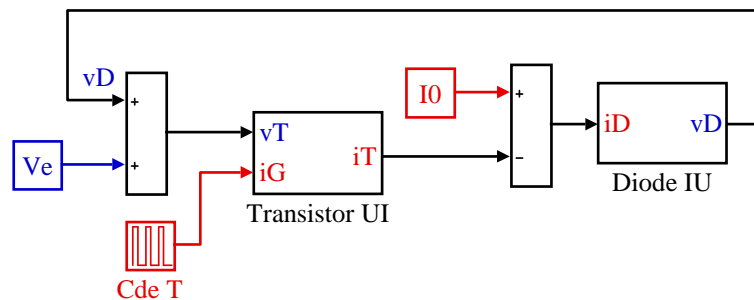 vD
+
I0
+
iD
vD
vT
Ve
+
iG
iT
−
Diode IU
Transistor UI
Cde T